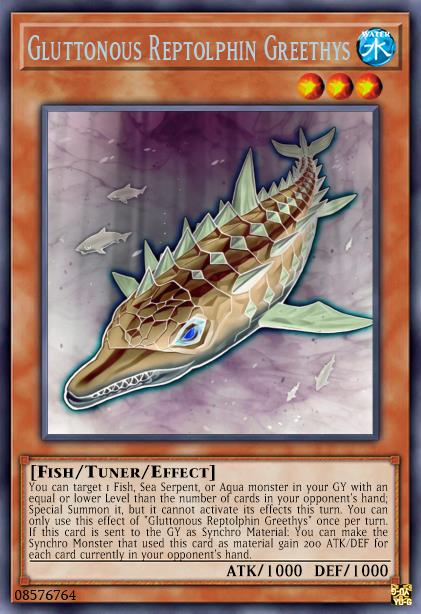 Gluttonous Reptolphin Greethys
WATER
水
[Fish/Tuner/Effect]
You can target 1 Fish, Sea Serpent, or Aqua monster in your GY with an
equal or lower Level than the number of cards in your opponent's hand;
Special Summon it, but it cannot activate its effects this turn. You can
only use this effect of "Gluttonous Reptolphin Greethys" once per turn.
If this card is sent to the GY as Synchro Material: You can make the
Synchro Monster that used this card as material gain 200 ATK/DEF for
each card currently in your opponent's hand.
ATK/1000 DEF/1000
08576764